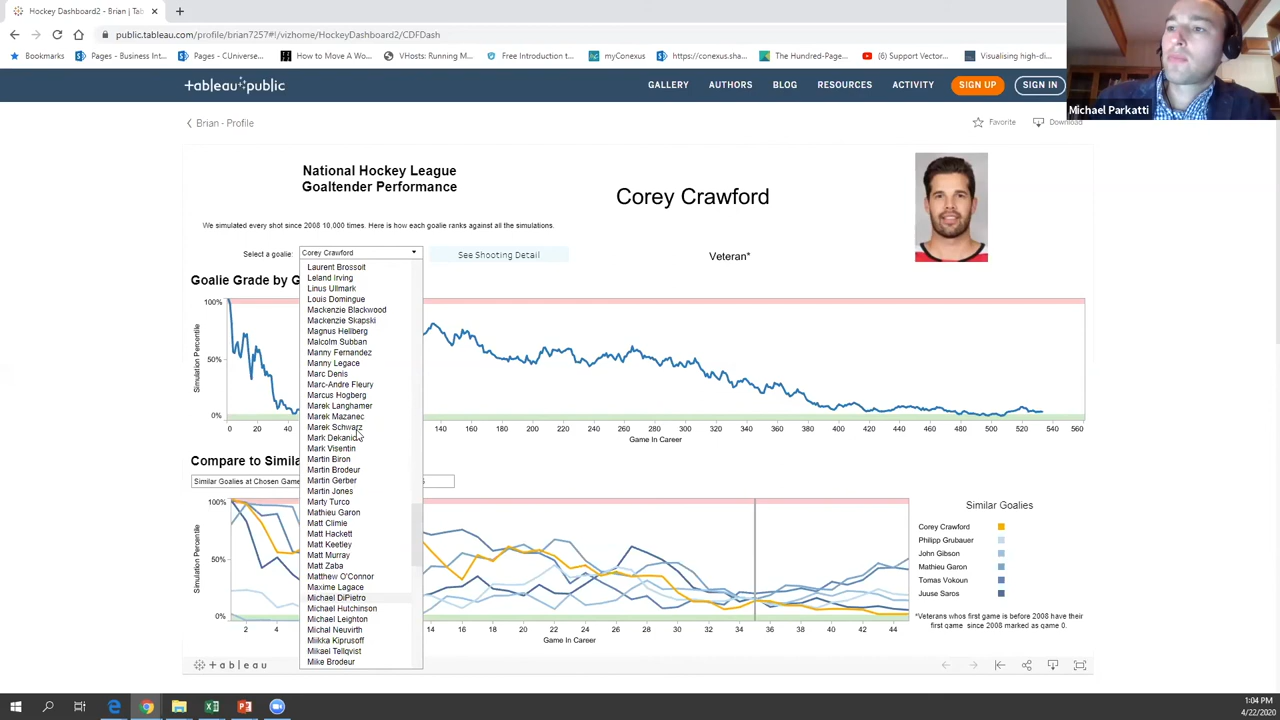 Hockey Dashboard2 - Brian | Tab
public.tableau.com/profile/brian7257#!/vizhome/HockeyDashboard2/CDFDash
Bookmarks
Pages - Business Int...
Pages - CUniverse...
How to Move A Wo...
VHosts: Running M...
Free Introduction t...
myConexus
https://conexus.sha...
The Hundred-Page...
(6) Support Vector...
Visualising high-di...
Michael Parkatti
+ableau public
GALLERY
AUTHORS
BLOG
RESOURCES
ACTIVITY
SIGN UP
SIGN IN
Brian - Profile
Favorite
Download
National Hockey League
Goaltender Performance
Corey Crawford
We simulated every shot since 2008 10,000 times. Here is how each goalie ranks against all the simulations.
Select a goalie:
Corey Crawford
See Shooting Detail
Veteran*
Goalie Grade by G
Laurent Brossoit
Leland Irving
Linus Ullmark
Louis Domingue
Mackenzie Blackwood
Mackenzie Skapski
Magnus Hellberg
Malcolm Subban
Manny Fernandez
Manny Legace
Marc Denis
Marc-Andre Fleury
Marcus Hogberg
Marek Langhamer
Marek Mazanec
Marek Schwarz
Mark Dekanich
Mark Visentin
Martin Biron
Martin Brodeur
Martin Gerber
Martin Jones
Marty Turco
Mathieu Garon
Matt Climie
Matt Hackett
Matt Keetley
Matt Murray
Matt Zaba
Matthew O'Connor
Maxime Lagace
Michael DiPietro
Michael Hutchinson
Michael Leighton
Michal Neuvirth
Miikka Kiprusoff
Mikael Tellqvist
Mike Brodeur
100%
50%
0%
Simulation Percentile
0 20 40 140 160 180 200 220 240 260 280 300 320 340 360 380 400 420 440 460 480 500 520 540 560
Game In Career
Compare to Simila
Similar Goalies at Chosen Game
100%
50%
0%
Simulation Percentile
2 4 14 16 18 20 22 24 26 28 30 32 34 36 38 40 42 44
Game In Career
Similar Goalies
Corey Crawford
Philipp Grubauer
John Gibson
Mathieu Garon
Tomas Vokoun
Juuse Saros
*Veterans whos first game is before 2008 have their
first game since 2008 marked as game 0.
+ableau
1:04 PM
4/22/2020